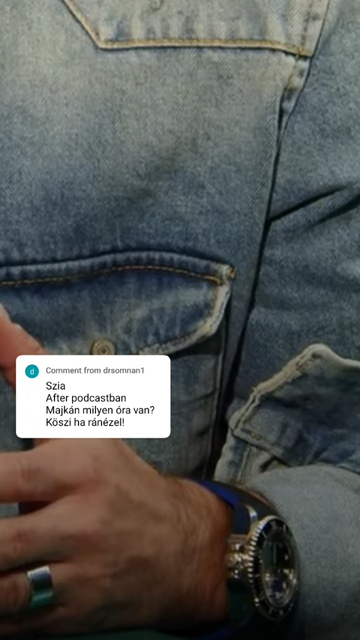 d
Comment from drsomnan1
Szia
After podcastban
Majkán milyen óra van?
Köszi ha ránézel!